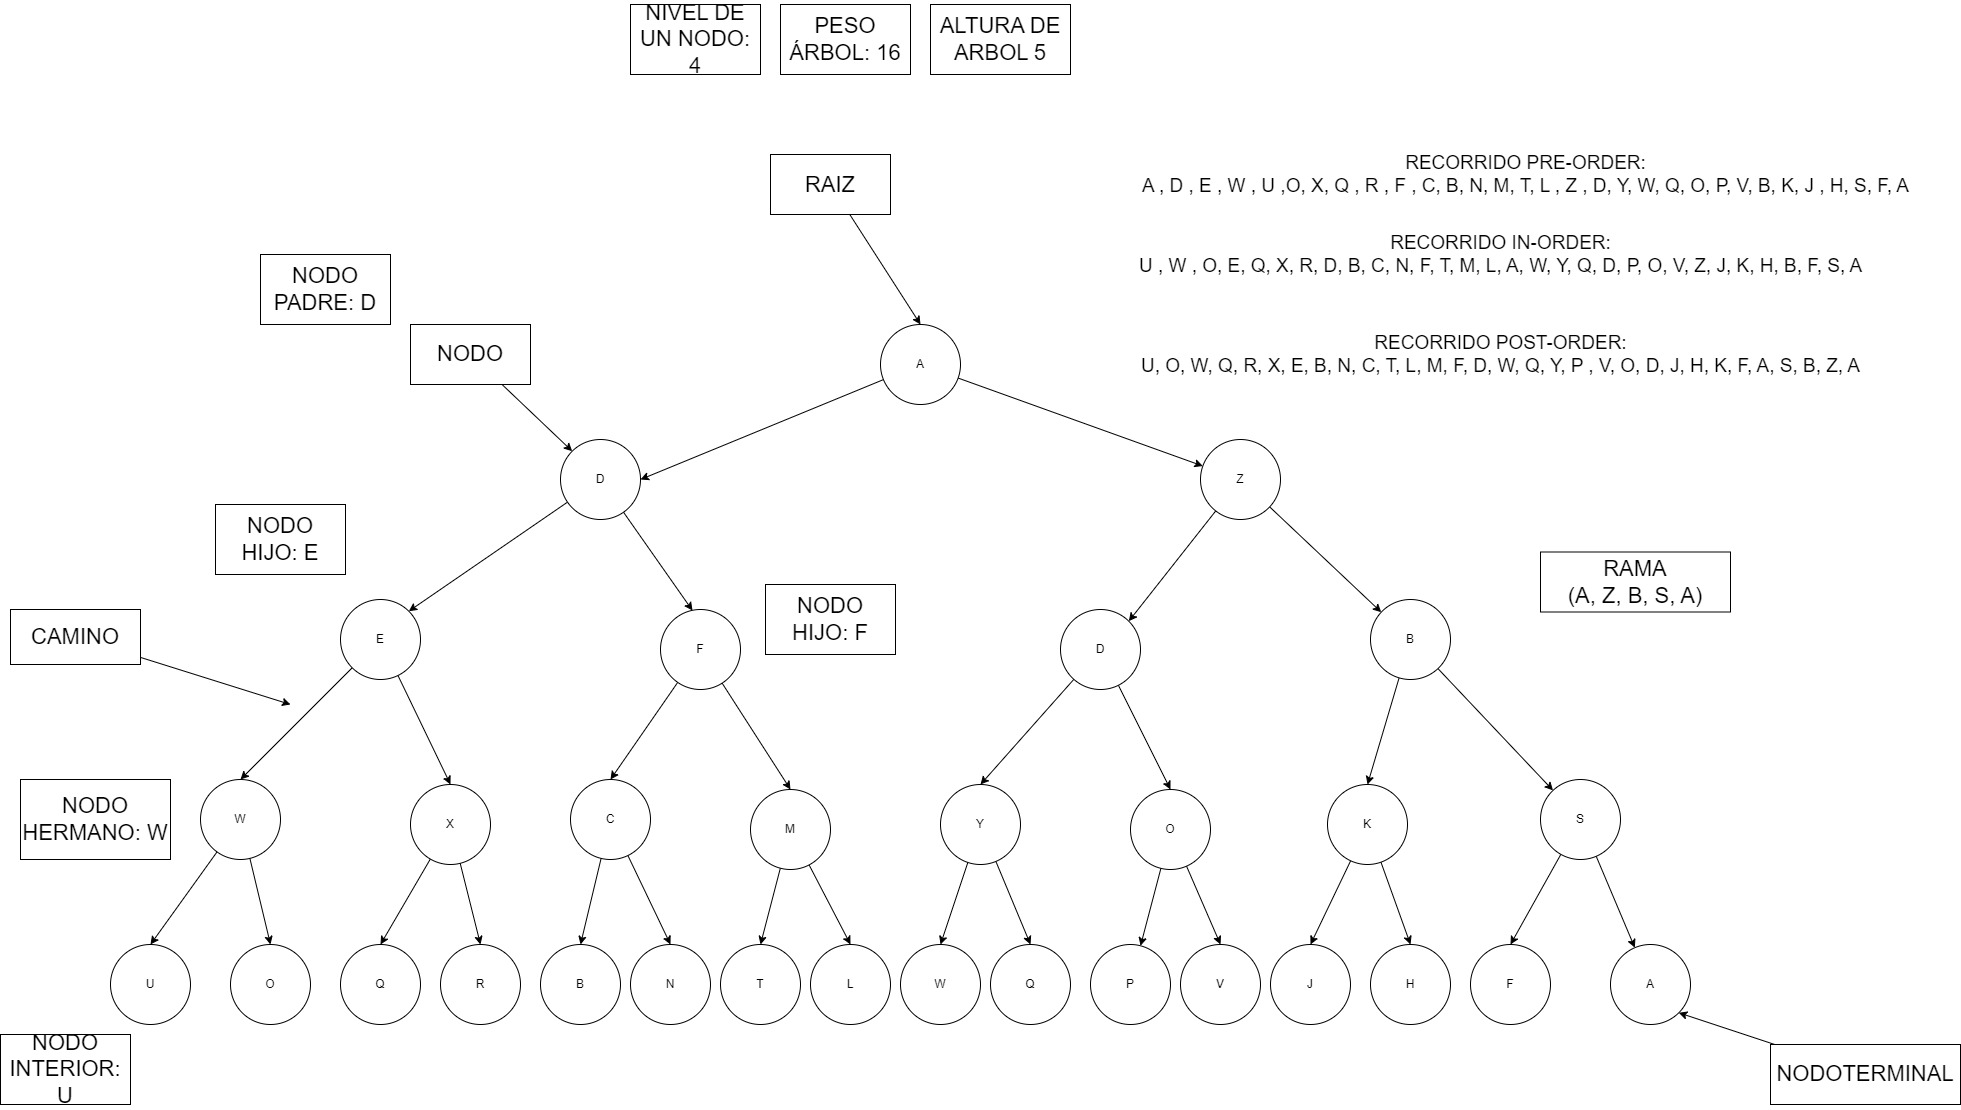 NIVEL DE
UN NODO:
4
PESO
ÁRBOL: 16
ALTURA DE
ARBOL 5
RAIZ
RECORRIDO PRE-ORDER:
A , D , E , W , U ,O, X, Q , R , F , C, B, N, M, T, L , Z , D, Y, W, Q, O, P, V, B, K, J , H, S, F, A
RECORRIDO IN-ORDER:
U , W , O, E, Q, X, R, D, B, C, N, F, T, M, L, A, W, Y, Q, D, P, O, V, Z, J, K, H, B, F, S, A
RECORRIDO POST-ORDER:
U, O, W, Q, R, X, E, B, N, C, T, L, M, F, D, W, Q, Y, P , V, O, D, J, H, K, F, A, S, B, Z, A
NODO
PADRE: D
NODO
A
D
Z
NODO
HIJO: E
NODO
HIJO: F
RAMA
(A, Z, B, S, A)
CAMINO
E
F
D
B
NODO
HERMANO: W
W
X
C
M
Y
O
K
S
U
O
Q
R
B
N
T
L
W
Q
P
V
J
H
F
A
NODO
INTERIOR:
U
NODOTERMINAL